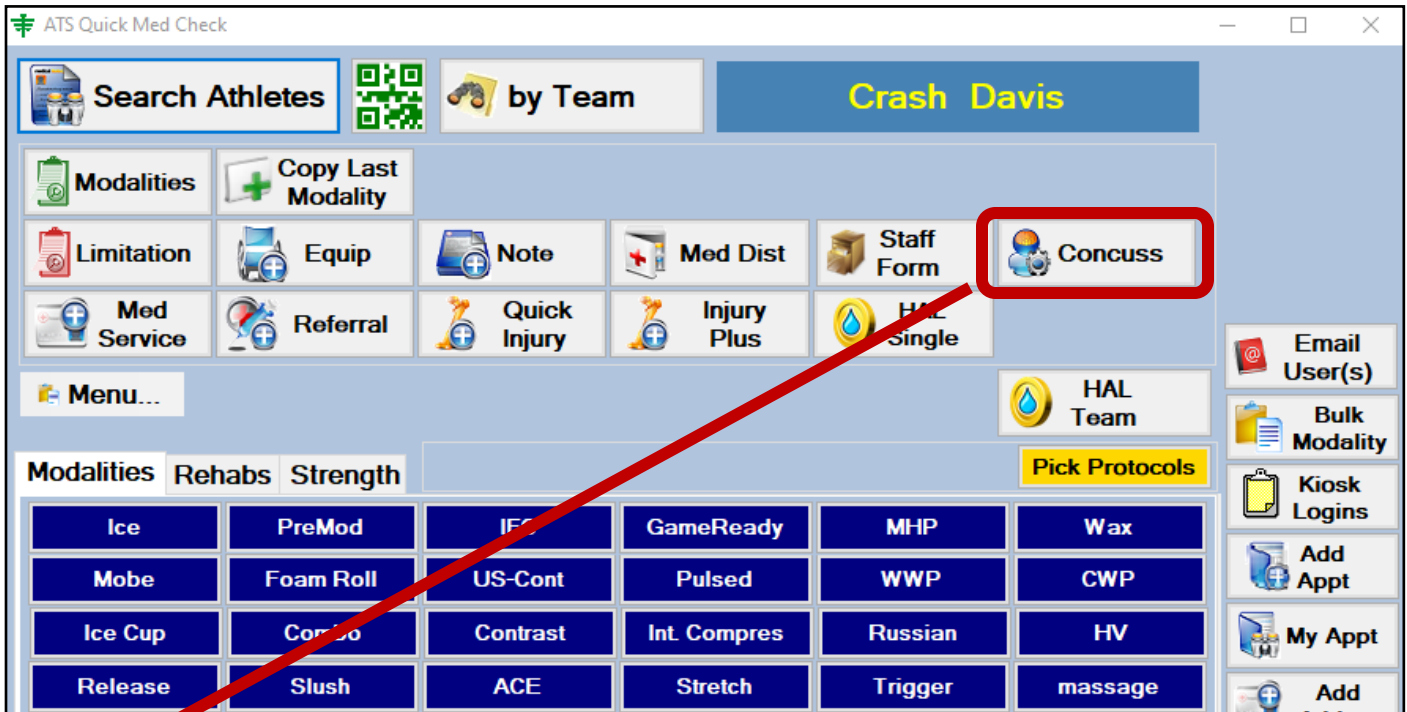 ATS Quick Med Check
Search Athletes
by Team
Crash Davis
Modalities
Copy Last
Modality
Limitation
Equip
Note
Med Dist
Staff
Form
Concuss
Med
Service
Referral
Quick
Injury
Injury
Plus
HAL
Single
Email
User(s)
Menu...
HAL
Team
Bulk
Modality
Modalities
Rehabs
Strength
Pick Protocols
Kiosk
Logins
Ice
PreMod
GameReady
MHP
Wax
Add
Appt
Mobe
Foam Roll
US-Cont
Pulsed
WWP
CWP
Ice Cup
Combo
Contrast
Int. Compres
Russian
HV
My Appt
Release
Slush
ACE
Stretch
Trigger
massage
Add